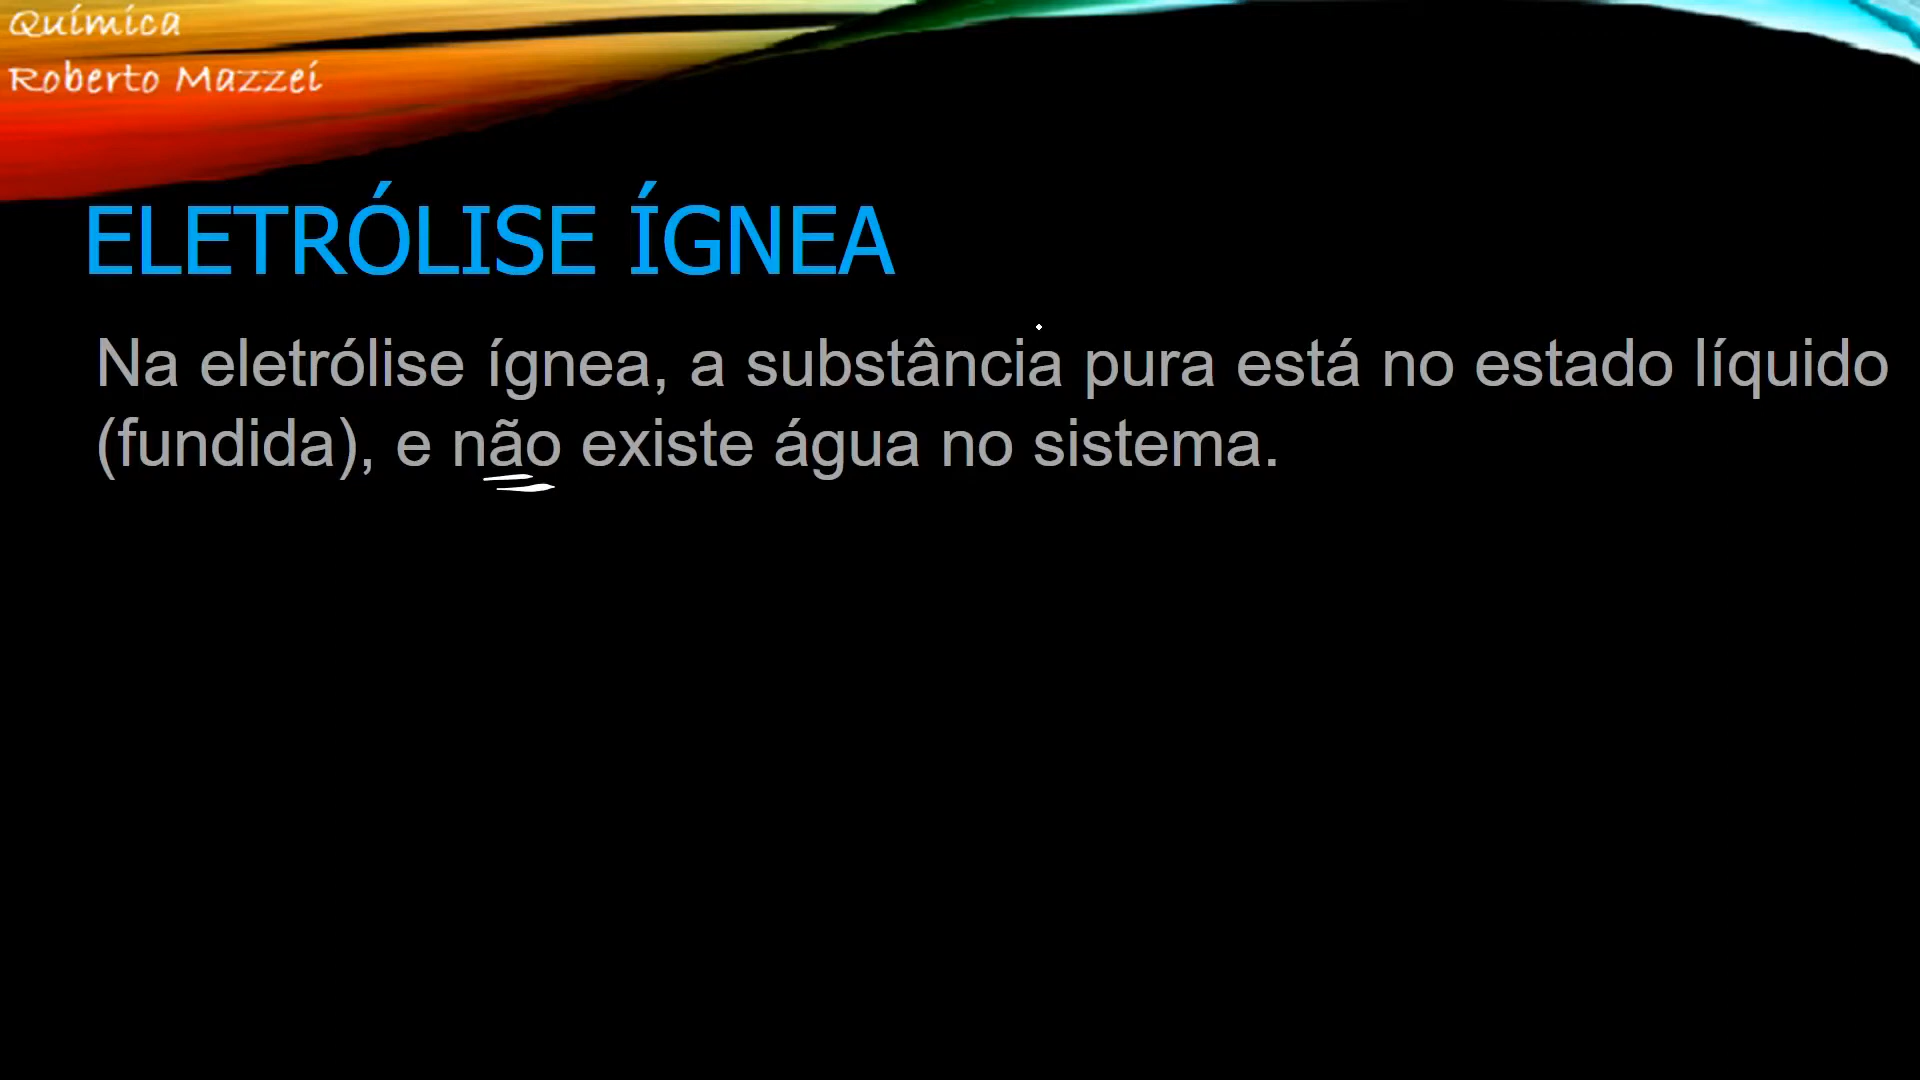 Química
Roberto Mazzei
ELETRÓLISE ÍGNEA
Na eletrólise ígnea, a substância pura está no estado líquido
(fundida), e não existe água no sistema.